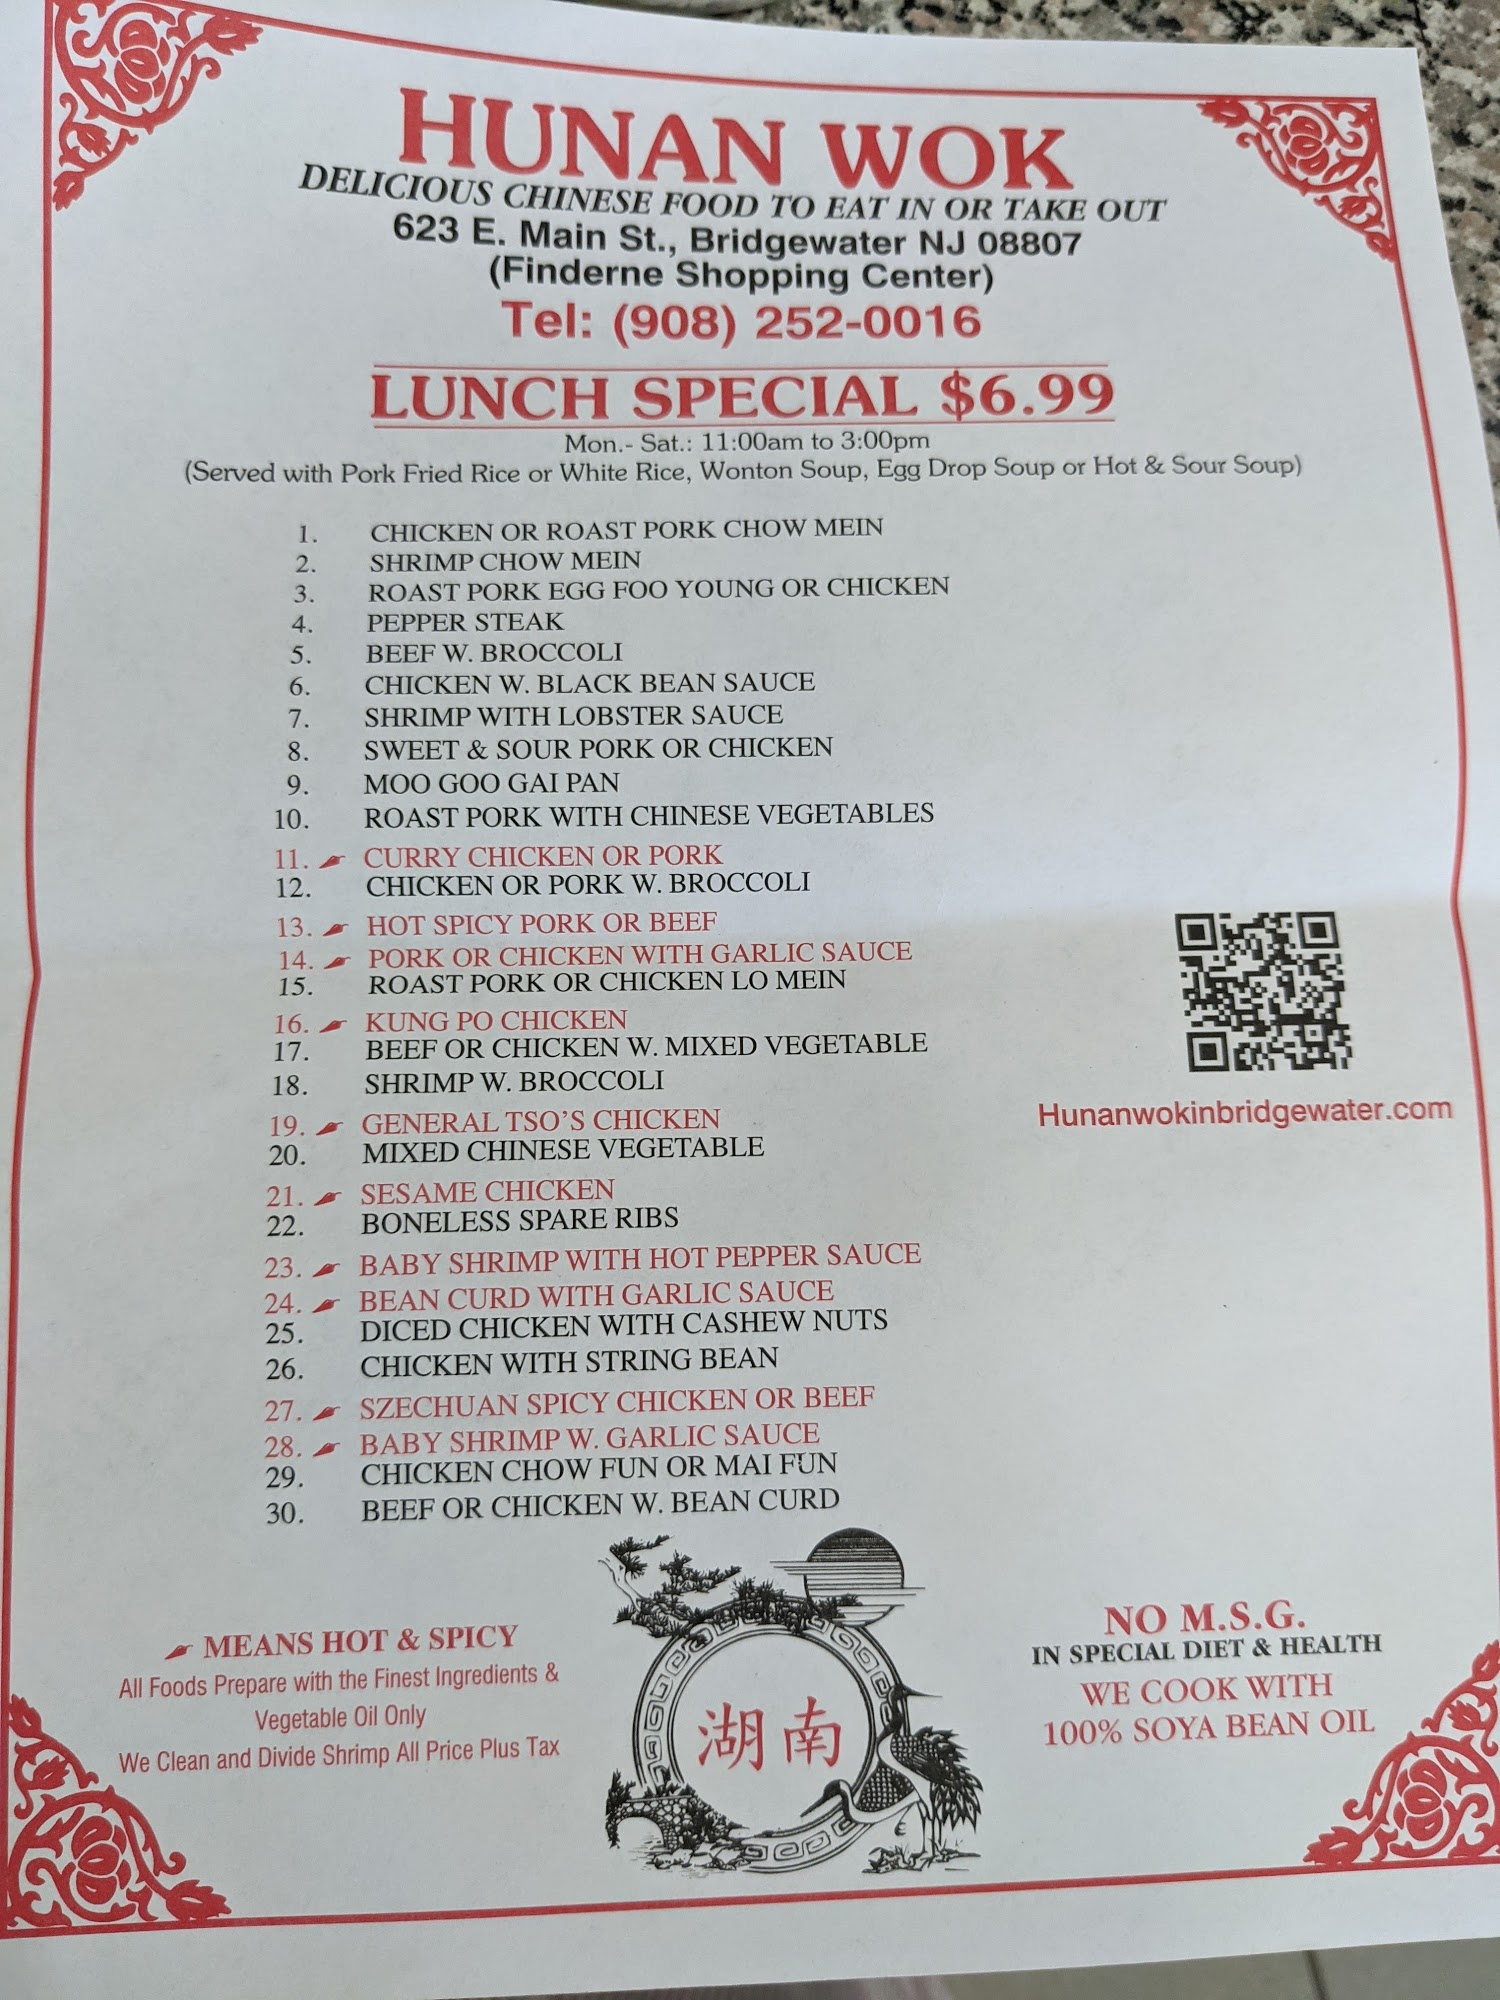 HUNAN WOK
DELICIOUS CHINESE FOOD TO EAT IN OR TAKE OUT
623 E. Main St., Bridgewater NJ 08807
(Finderne Shopping Center)
Tel: (908) 252-0016
LUNCH SPECIAL $6.99
Mon.- Sat.: 11:00am to 3:00pm
(Served with Pork Fried Rice or White Rice, Wonton Soup, Egg Drop Soup or Hot & Sour Soup)
1. CHICKEN OR ROAST PORK CHOW MEIN
2. SHRIMP CHOW MEIN
3. ROAST PORK EGG FOO YOUNG OR CHICKEN
4. PEPPER STEAK
5. BEEF W. BROCCOLI
6. CHICKEN W. BLACK BEAN SAUCE
7. SHRIMP WITH LOBSTER SAUCE
8. SWEET & SOUR PORK OR CHICKEN
9. MOO GOO GAI PAN
10. ROAST PORK WITH CHINESE VEGETABLES
11. CURRY CHICKEN OR PORK
12. CHICKEN OR PORK W. BROCCOLI
13. HOT SPICY PORK OR BEEF
14. PORK OR CHICKEN WITH GARLIC SAUCE
15. ROAST PORK OR CHICKEN LO MEIN
16. KUNG PO CHICKEN
17. BEEF OR CHICKEN W. MIXED VEGETABLE
18. SHRIMP W. BROCCOLI
19. GENERAL TSO'S CHICKEN
20. MIXED CHINESE VEGETABLE
21. SESAME CHICKEN
22. BONELESS SPARE RIBS
23. BABY SHRIMP WITH HOT PEPPER SAUCE
24. BEAN CURD WITH GARLIC SAUCE
25. DICED CHICKEN WITH CASHEW NUTS
26. CHICKEN WITH STRING BEAN
27. SZECHUAN SPICY CHICKEN OR BEEF
28. BABY SHRIMP W. GARLIC SAUCE
29. CHICKEN CHOW FUN OR MAI FUN
30. BEEF OR CHICKEN W. BEAN CURD
Hunanwokinbridgewater.com
MEANS HOT & SPICY
All Foods Prepare with the Finest Ingredients &
Vegetable Oil Only
We Clean and Divide Shrimp All Price Plus Tax
湖南
NO M.S.G.
IN SPECIAL DIET & HEALTH
WE COOK WITH
100% SOYA BEAN OIL